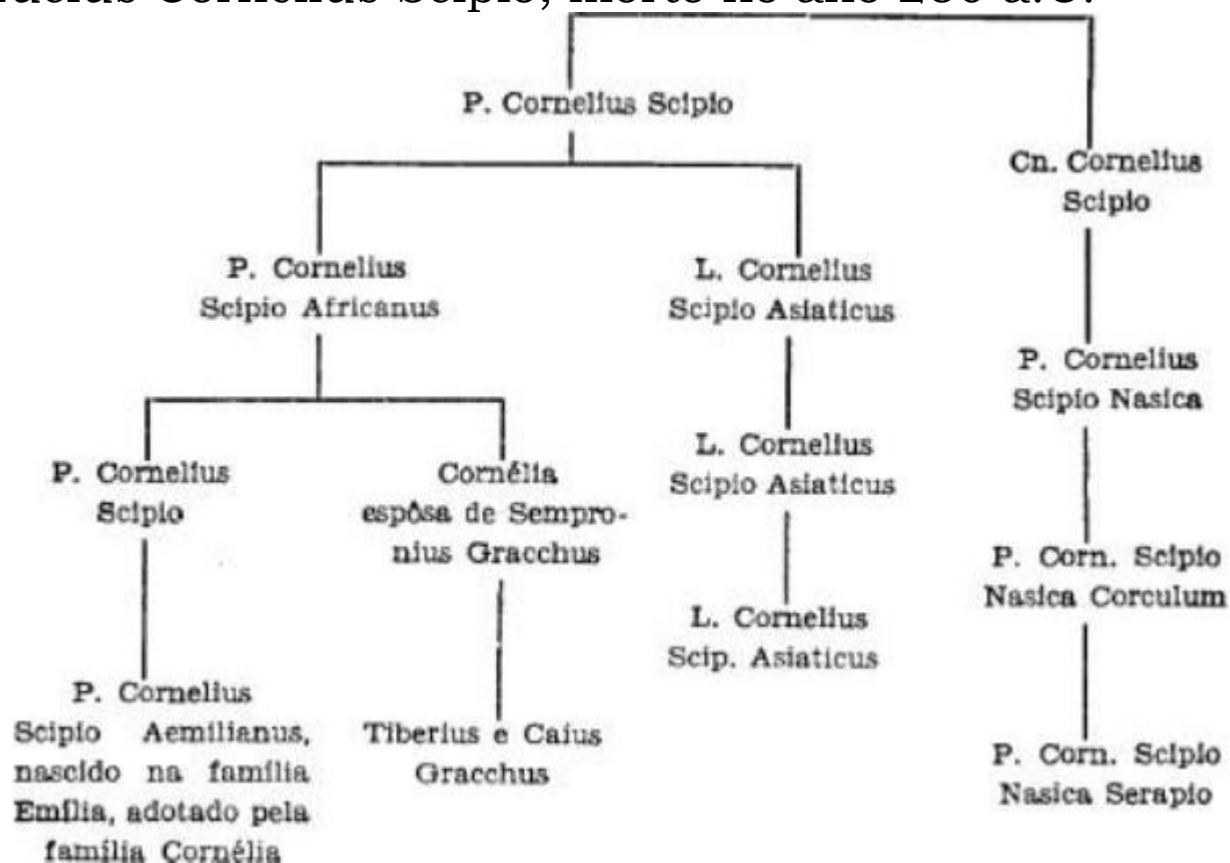 P. Cornelius Scipio
Cn. Cornelius
Scipio
P. Cornelius
Scipio Africanus
L. Cornelius
Scipio Asiaticus
P. Cornelius
Scipio Nasica
P. Cornelius
Scipio
Cornélia
espôsa de Sempro-
nius Gracchus
L. Cornelius
Scipio Asiaticus
P. Corn. Scipio
Nasica Corculum
L. Cornelius
Scip. Asiaticus
P. Cornelius
Scipio Aemilianus,
nascido na família
Emília, adotado pela
família Cornélia
Tiberius e Caius
Gracchus
P. Corn. Scipio
Nasica Serapio